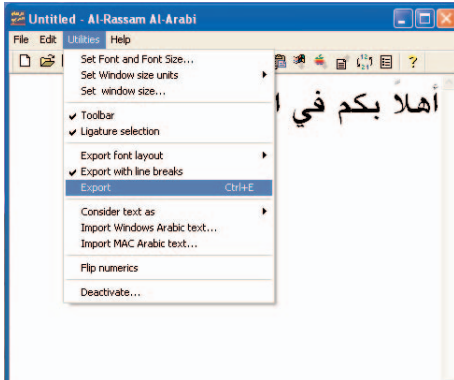 Untitled - Al-Rassam Al-Arabi
File Edit Utilities Help
Set Font and Font Size...
Set Window size units
Set window size...
Toolbar
Ligature selection
Export font layout
Export with line breaks
Export Ctrl+E
Consider text as
Import Windows Arabic text...
Import MAC Arabic text...
Flip numerics
Deactivate...
أهلاً بكم في